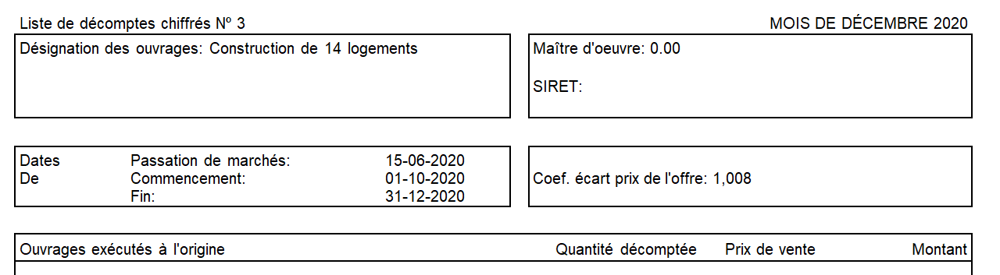 Liste de décomptes chiffrés Nº 3 MOIS DE DÉCEMBRE 2020
Désignation des ouvrages: Construction de 14 logements
Maître d'oeuvre: 0.00
SIRET:
Dates Passation de marchés: 15-06-2020
De Commencement: 01-10-2020
Fin: 31-12-2020
Coef. écart prix de l'offre: 1,008
Ouvrages exécutés à l'origine Quantité décomptée Prix de vente Montant